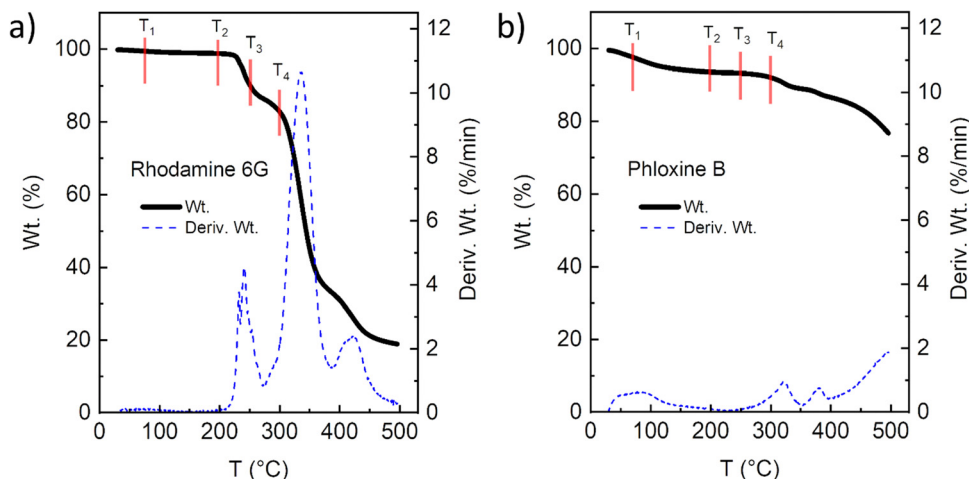 a)
T1
T2
T3
T4
Rhodamine 6G
Wt.
Deriv. Wt.
Wt. (%)
100
80
60
40
20
0
12
10
8
6
4
2
0
Deriv. Wt. (%/min)
0 100 200 300 400 500
T (°C)
b)
T1
T2
T3
T4
Phloxine B
Wt.
Deriv. Wt.
Wt. (%)
100
80
60
40
20
0
12
10
8
6
4
2
0
Deriv. Wt. (%/min)
0 100 200 300 400 500
T (°C)